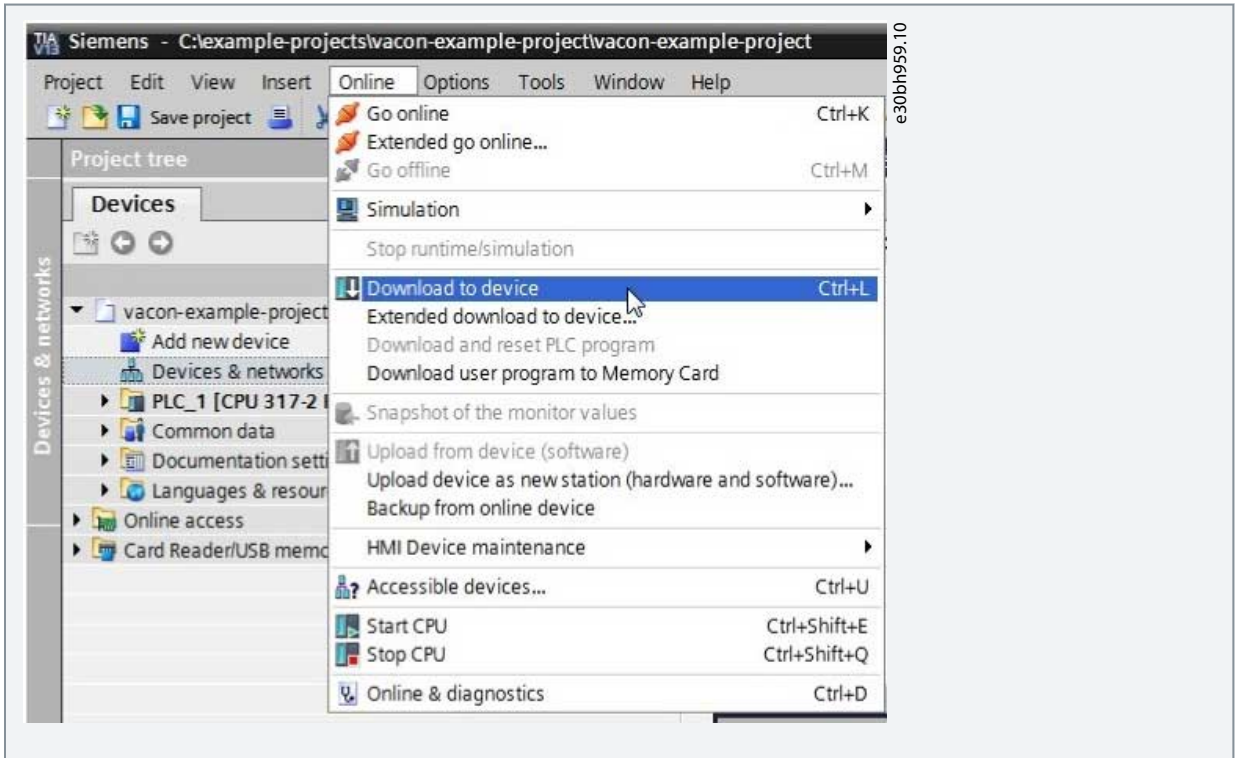 TIA V13 Siemens - C:\example-projects\vacon-example-project\vacon-example-project
Project Edit View Insert Online Options Tools Window Help
Save project
Go online Ctrl+K
Extended go online...
Go offline Ctrl+M
Simulation
Stop runtime/simulation
Download to device Ctrl+L
Extended download to device...
Download and reset PLC program
Download user program to Memory Card
Snapshot of the monitor values
Upload from device (software)
Upload device as new station (hardware and software)...
Backup from online device
HMI Device maintenance
Accessible devices... Ctrl+U
Start CPU Ctrl+Shift+E
Stop CPU Ctrl+Shift+Q
Online & diagnostics Ctrl+D
Project tree
Devices
vacon-example-project
Add new device
Devices & networks
PLC_1 [CPU 317-2
Common data
Documentation setti
Languages & resour
Online access
Card Reader/USB memo
Devices & networks
e30bh959.10